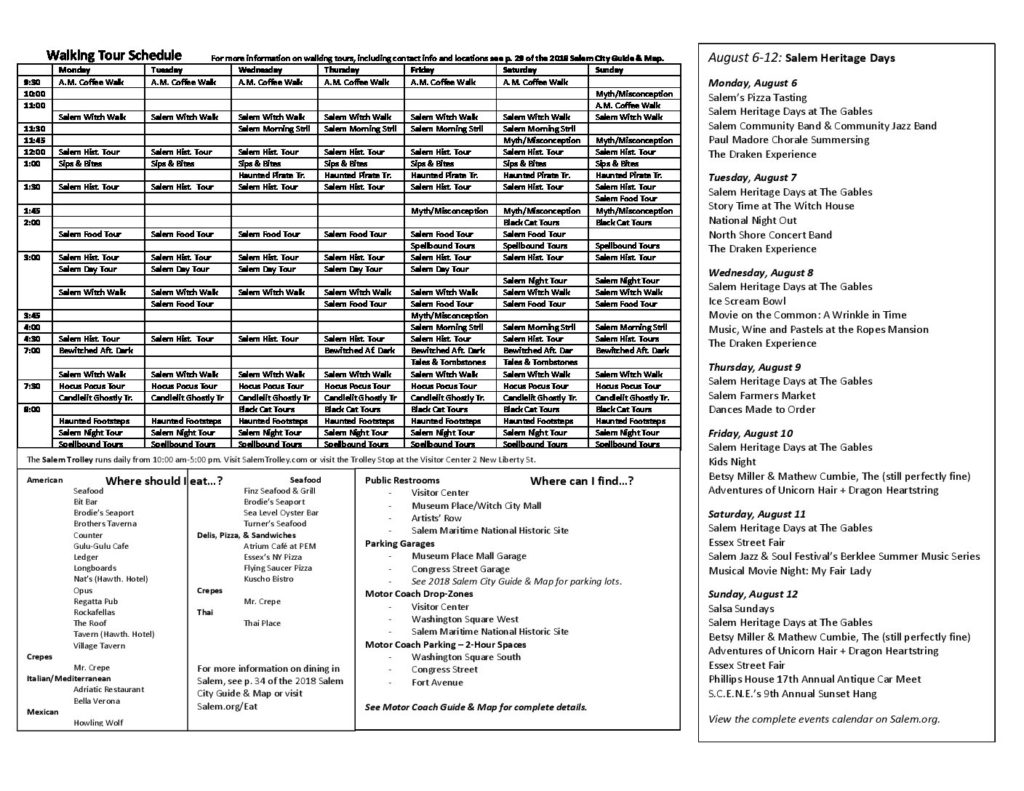 Walking Tour Schedule For more information on walking tours, including contact info and locations see p. 29 of the 2018 Salem City Guide & Map.
Monday Tuesday Wednesday Thursday Friday Saturday Sunday
9:30 A.M. Coffee Walk A.M. Coffee Walk A.M. Coffee Walk A.M. Coffee Walk A.M. Coffee Walk A.M. Coffee Walk
10:00 Myth/Misconception
11:00 A.M. Coffee Walk
Salem Witch Walk Salem Witch Walk Salem Witch Walk Salem Witch Walk Salem Witch Walk Salem Witch Walk Salem Witch Walk
11:30 Salem Morning Strll Salem Morning Strll Salem Morning Strll Salem Morning Strll
11:45 Myth/Misconception Myth/Misconception
12:00 Salem Hist. Tour Salem Hist. Tour Salem Hist. Tour Salem Hist. Tour Salem Hist. Tour Salem Hist. Tour Salem Hist. Tour
1:00 Sips & Bites Sips & Bites Sips & Bites Sips & Bites Sips & Bites Sips & Bites Sips & Bites
Haunted Pirate Tr. Haunted Pirate Tr. Haunted Pirate Tr. Haunted Pirate Tr. Haunted Pirate Tr.
1:30 Salem Hist. Tour Salem Hist. Tour Salem Hist. Tour Salem Hist. Tour Salem Hist. Tour Salem Hist. Tour Salem Hist. Tour
Salem Food Tour
1:45 Myth/Misconception Myth/Misconception Myth/Misconception
2:00 Black Cat Tours Black Cat Tours
Salem Food Tour Salem Food Tour Salem Food Tour Salem Food Tour Salem Food Tour Salem Food Tour
Spellbound Tours Spellbound Tours Spellbound Tours
3:00 Salem Hist. Tour Salem Hist. Tour Salem Hist. Tour Salem Hist. Tour Salem Hist. Tour Salem Hist. Tour Salem Hist. Tour
Salem Day Tour Salem Day Tour Salem Day Tour Salem Day Tour Salem Day Tour
Salem Night Tour Salem Night Tour
Salem Witch Walk Salem Witch Walk Salem Witch Walk Salem Witch Walk Salem Witch Walk Salem Witch Walk Salem Witch Walk
Salem Food Tour Salem Food Tour Salem Food Tour Salem Food Tour Salem Food Tour
3:45 Myth/Misconception
4:00 Salem Morning Strll Salem Morning Strll Salem Morning Strll
4:30 Salem Hist. Tour Salem Hist. Tour Salem Hist. Tour Salem Hist. Tour Salem Hist. Tours Salem Hist. Tours
7:00 Bewitched Aft. Dark Bewitched Af. Dark Bewitched Aft. Dark Bewitched Aft. Dar Bewitched Aft. Dark
Tales & Tombstones Tales & Tombstones
Salem Witch Walk Salem Witch Walk Salem Witch Walk Salem Witch Walk Salem Witch Walk Salem Witch Walk Salem Witch Walk
7:30 Hocus Pocus Tour Hocus Pocus Tour Hocus Pocus Tour Hocus Pocus Tour Hocus Pocus Tour Hocus Pocus Tour Hocus Pocus Tour
Candlelit Ghostly Tr. Candlelit Ghostly Tr Candlelit Ghostly Tr Candlelit Ghostly Tr Candlelit Ghostly Tr. Candlelit Ghostly Tr. Candlelit Ghostly Tr.
8:00 Black Cat Tours Black Cat Tours Black Cat Tours Black Cat Tours Black Cat Tours
Haunted Footsteps Haunted Footsteps Haunted Footsteps Haunted Footsteps Haunted Footsteps Haunted Footsteps Haunted Footsteps
Salem Night Tour Salem Night Tour Salem Night Tour Salem Night Tour Salem Night Tour Salem Night Tour Salem Night Tour
Spellbound Tours Spellbound Tours Spellbound Tours Spellbound Tours Spellbound Tours Spellbound Tours Spellbound Tours
The Salem Trolley runs daily from 10:00 am-5:00 pm. Visit SalemTrolley.com or visit the Trolley Stop at the Visitor Center 2 New Liberty St.
Where should I eat...?
American
Seafood
Bit Bar
Brodie's Seaport
Brothers Taverna
Counter
Gulu-Gulu Cafe
Ledger
Longboards
Nat's (Hawth. Hotel)
Opus
Regatta Pub
Rockafellas
The Roof
Tavern (Hawth. Hotel)
Village Tavern
Crepes
Mr. Crepe
Italian/Mediterranean
Adriatic Restaurant
Bella Verona
Mexican
Howling Wolf
Seafood
Finz Seafood & Grill
Brodie's Seaport
Sea Level Oyster Bar
Turner's Seafood
Delis, Pizza, & Sandwiches
Atrium Café at PEM
Essex's NY Pizza
Flying Saucer Pizza
Kuscho Bistro
Crepes
Mr. Crepe
Thai
Thai Place
For more information on dining in
Salem, see p. 34 of the 2018 Salem
City Guide & Map or visit
Salem.org/Eat
Where can I find...?
Public Restrooms
- Visitor Center
- Museum Place/Witch City Mall
- Artists' Row
- Salem Maritime National Historic Site
Parking Garages
- Museum Place Mall Garage
- Congress Street Garage
- See 2018 Salem City Guide & Map for parking lots.
Motor Coach Drop-Zones
- Visitor Center
- Washington Square West
- Salem Maritime National Historic Site
Motor Coach Parking – 2-Hour Spaces
- Washington Square South
- Congress Street
- Fort Avenue
See Motor Coach Guide & Map for complete details.
August 6-12: Salem Heritage Days
Monday, August 6
Salem's Pizza Tasting
Salem Heritage Days at The Gables
Salem Community Band & Community Jazz Band
Paul Madore Chorale Summersing
The Draken Experience
Tuesday, August 7
Salem Heritage Days at The Gables
Story Time at The Witch House
National Night Out
North Shore Concert Band
The Draken Experience
Wednesday, August 8
Salem Heritage Days at The Gables
Ice Scream Bowl
Movie on the Common: A Wrinkle in Time
Music, Wine and Pastels at the Ropes Mansion
The Draken Experience
Thursday, August 9
Salem Heritage Days at The Gables
Salem Farmers Market
Dances Made to Order
Friday, August 10
Salem Heritage Days at The Gables
Kids Night
Betsy Miller & Mathew Cumbie, The (still perfectly fine)
Adventures of Unicorn Hair + Dragon Heartstring
Saturday, August 11
Salem Heritage Days at The Gables
Essex Street Fair
Salem Jazz & Soul Festival's Berklee Summer Music Series
Musical Movie Night: My Fair Lady
Sunday, August 12
Salsa Sundays
Salem Heritage Days at The Gables
Betsy Miller & Mathew Cumbie, The (still perfectly fine)
Adventures of Unicorn Hair + Dragon Heartstring
Essex Street Fair
Phillips House 17th Annual Antique Car Meet
S.C.E.N.E.'s 9th Annual Sunset Hang
View the complete events calendar on Salem.org.